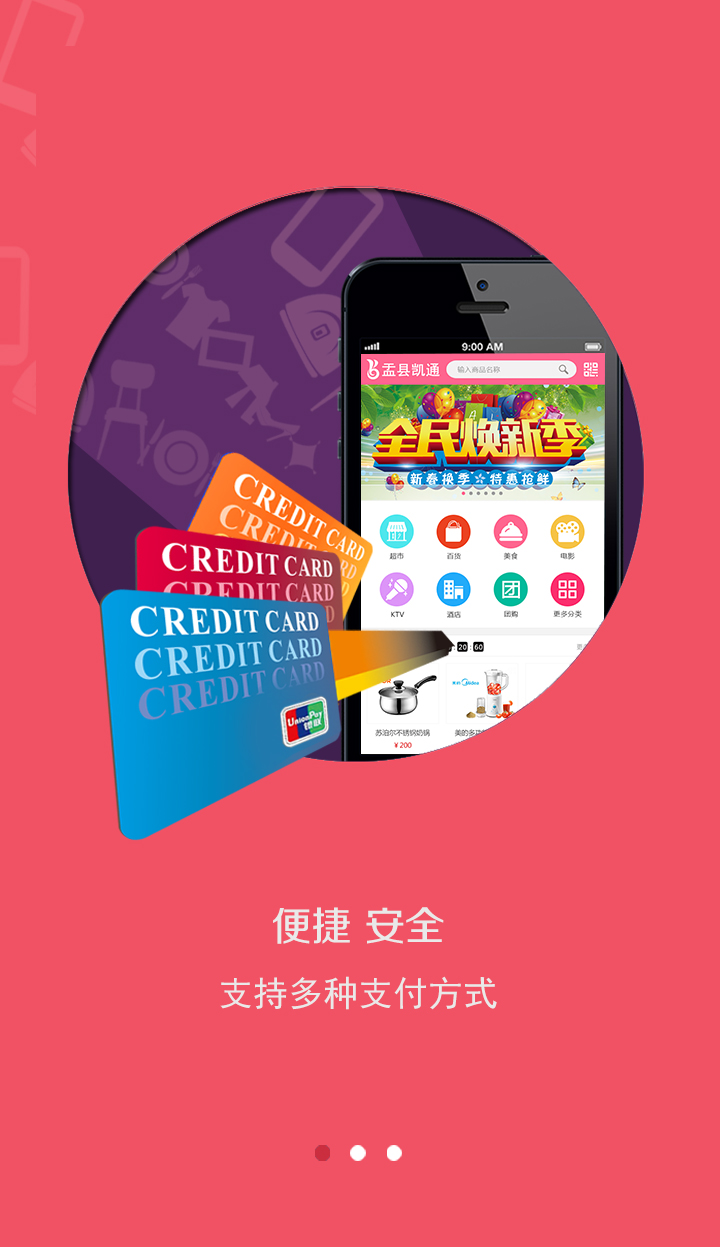 9:00 AM
盂县凯通
输入商品名称
全民焕新季
新春换季☆特惠抢鲜
超市
百货
美食
电影
KTV
酒店
团购
更多分类
20 60
苏泊尔不锈钢奶锅
¥200
Midea
美的多功
CREDIT CARD
CREDIT CARD
CREDIT CARD
CREDIT CARD
CREDIT CARD
CREDIT CARD
CREDIT CARD
UnionPay
银联
便捷 安全
支持多种支付方式